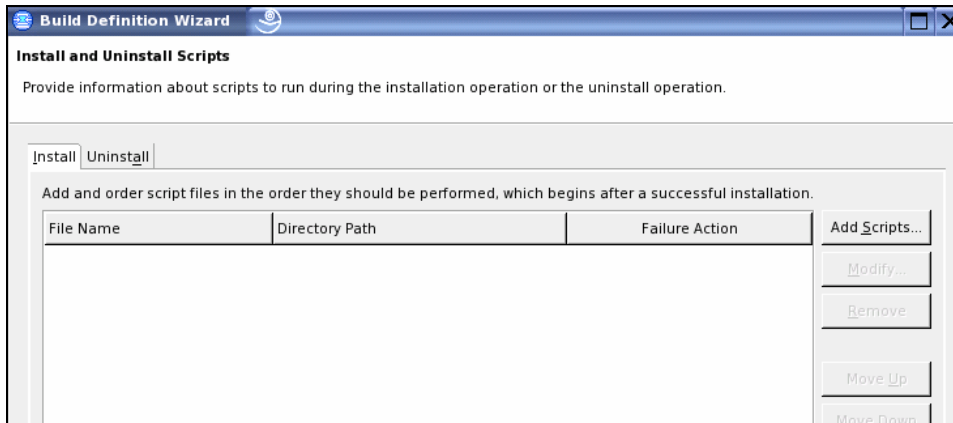 Build Definition Wizard
Install and Uninstall Scripts
Provide information about scripts to run during the installation operation or the uninstall operation.
Install Uninstall
Add and order script files in the order they should be performed, which begins after a successful installation.
File Name Directory Path Failure Action Add Scripts...
Modify...
Remove
Move Up
Move Down